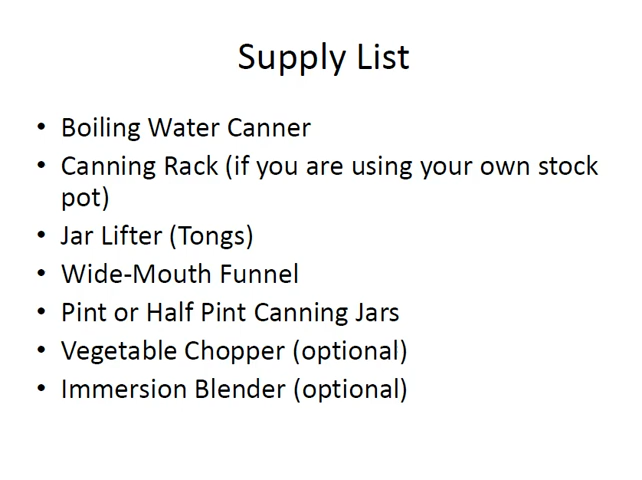 Supply List
• Boiling Water Canner
• Canning Rack (if you are using your own stock
pot)
• Jar Lifter (Tongs)
• Wide-Mouth Funnel
• Pint or Half Pint Canning Jars
• Vegetable Chopper (optional)
• Immersion Blender (optional)